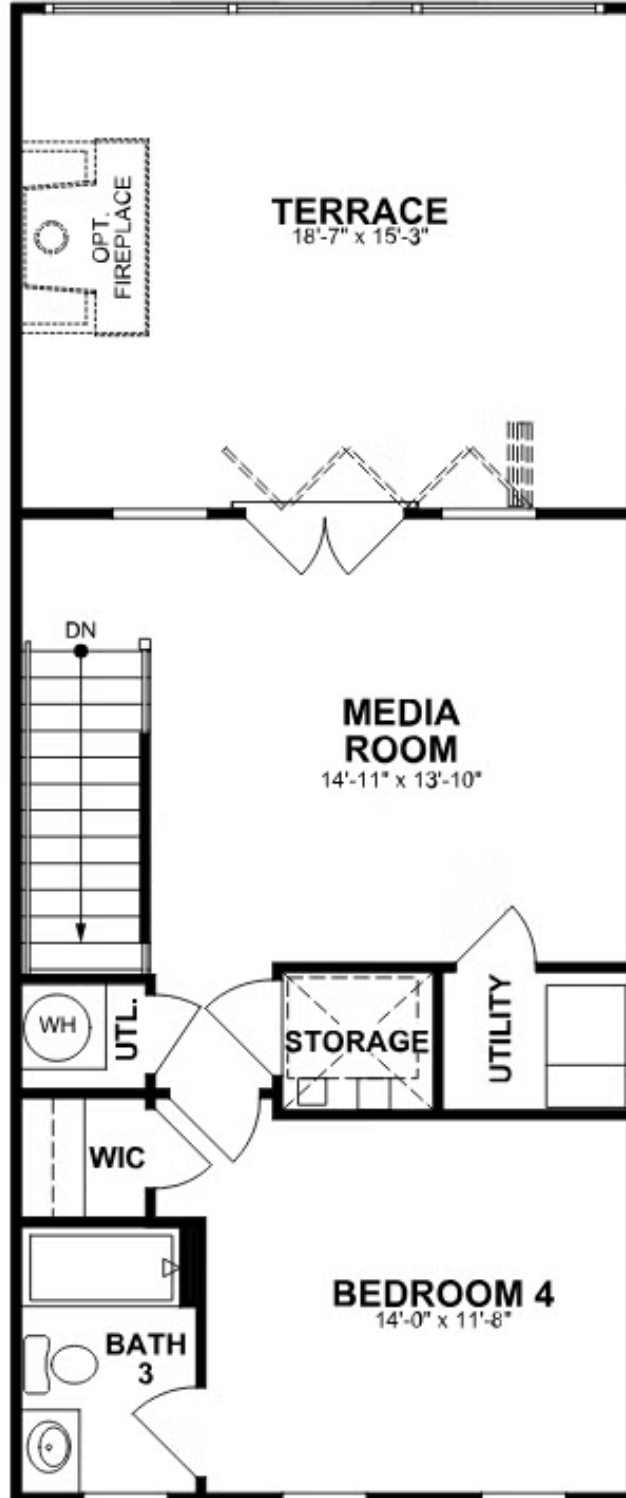 TERRACE
18'-7" x 15'-3"
OPT.
FIREPLACE
DN
MEDIA
ROOM
14'-11" x 13'-10"
WH
UTL.
STORAGE
UTILITY
WIC
BEDROOM 4
14'-0" x 11'-8"
BATH
3